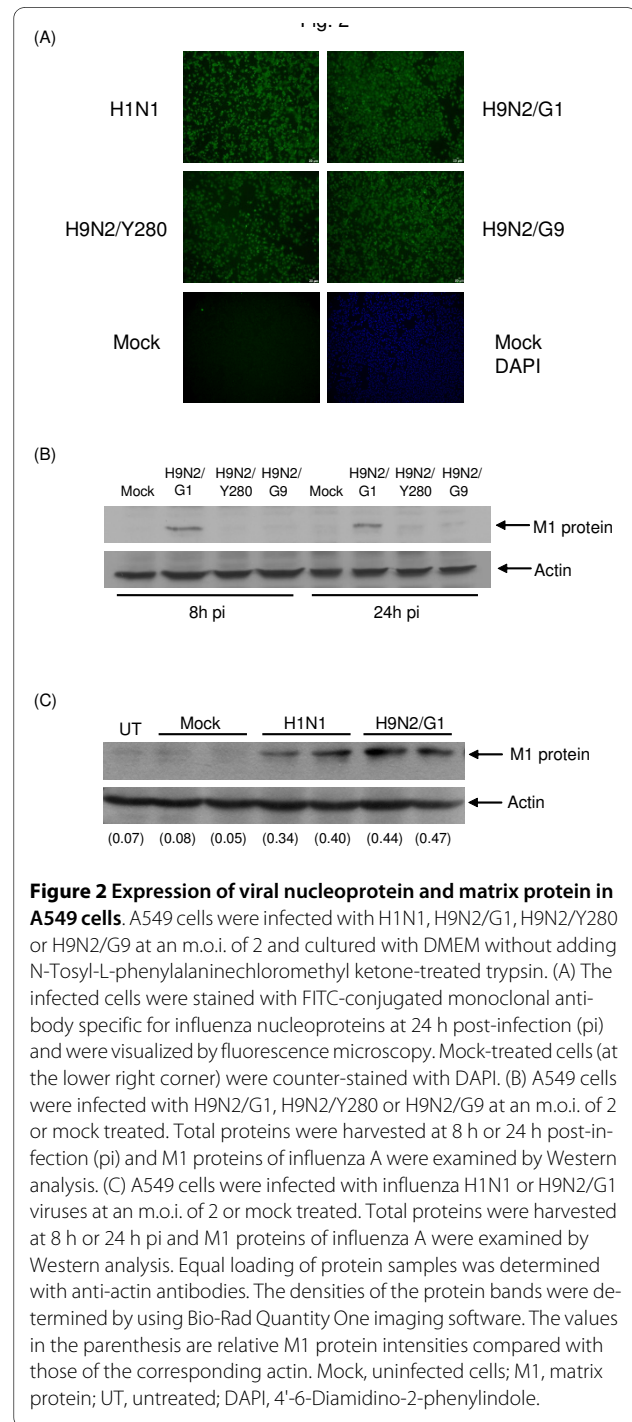 Fig. 2
(A)
H1N1
H9N2/G1
H9N2/Y280
H9N2/G9
Mock
Mock
DAPI
(B)
Mock
H9N2/
G1
H9N2/
Y280
H9N2/
G9
Mock
H9N2/
G1
H9N2/
Y280
H9N2/
G9
M1 protein
Actin
8h pi
24h pi
(C)
UT
Mock
H1N1
H9N2/G1
M1 protein
Actin
(0.07) (0.08) (0.05) (0.34) (0.40) (0.44) (0.47)
Figure 2 Expression of viral nucleoprotein and matrix protein in
A549 cells. A549 cells were infected with H1N1, H9N2/G1, H9N2/Y280
or H9N2/G9 at an m.o.i. of 2 and cultured with DMEM without adding
N-Tosyl-L-phenylalaninechloromethyl ketone-treated trypsin. (A) The
infected cells were stained with FITC-conjugated monoclonal anti-
body specific for influenza nucleoproteins at 24 h post-infection (pi)
and were visualized by fluorescence microscopy. Mock-treated cells (at
the lower right corner) were counter-stained with DAPI. (B) A549 cells
were infected with H9N2/G1, H9N2/Y280 or H9N2/G9 at an m.o.i. of 2
or mock treated. Total proteins were harvested at 8 h or 24 h post-in-
fection (pi) and M1 proteins of influenza A were examined by Western
analysis. (C) A549 cells were infected with influenza H1N1 or H9N2/G1
viruses at an m.o.i. of 2 or mock treated. Total proteins were harvested
at 8 h or 24 h pi and M1 proteins of influenza A were examined by
Western analysis. Equal loading of protein samples was determined
with anti-actin antibodies. The densities of the protein bands were de-
termined by using Bio-Rad Quantity One imaging software. The values
in the parenthesis are relative M1 protein intensities compared with
those of the corresponding actin. Mock, uninfected cells; M1, matrix
protein; UT, untreated; DAPI, 4'-6-Diamidino-2-phenylindole.